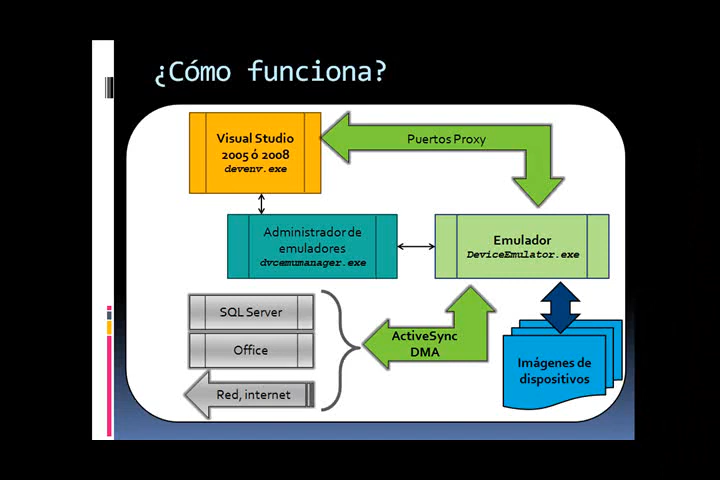 ¿Cómo funciona?
Visual Studio
2005 ó 2008
devenv.exe
Puertos Proxy
Administrador de
emuladores
dvcemumanager.exe
Emulador
DeviceEmulator.exe
SQL Server
Office
Red, internet
ActiveSync
DMA
Imágenes de
dispositivos